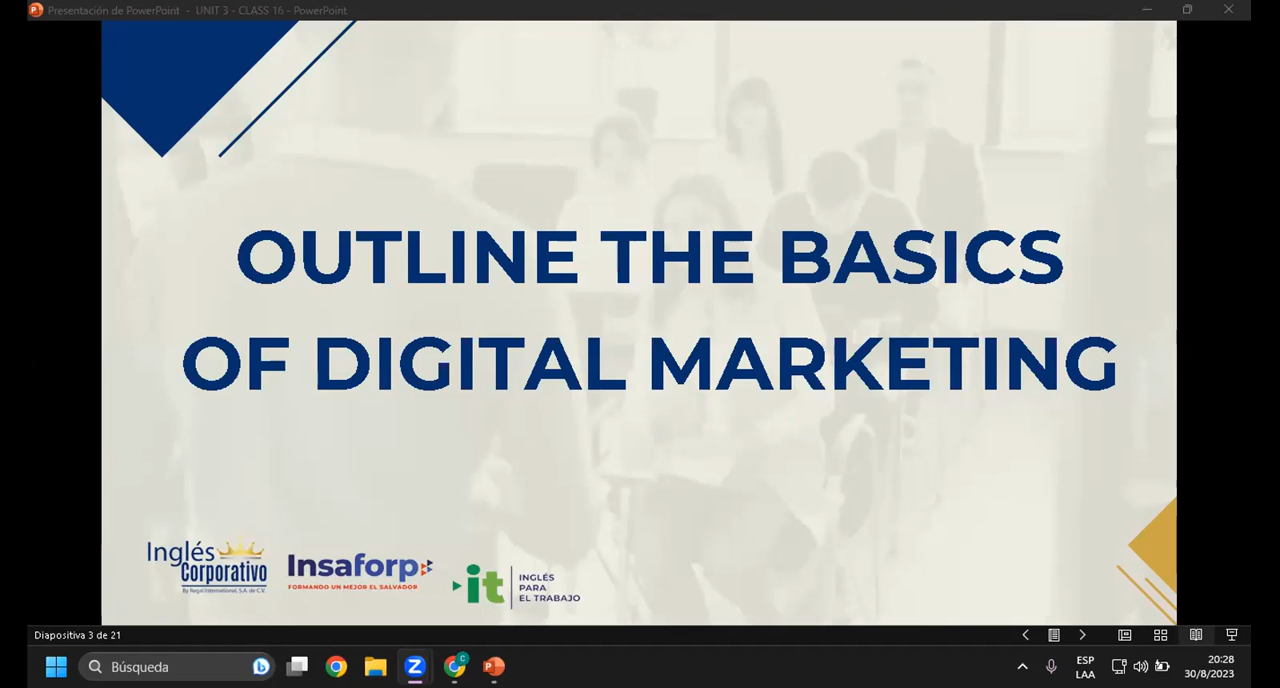 Presentación de PowerPoint - UNIT 3 - CLASS 16 - PowerPoint
OUTLINE THE BASICS
OF DIGITAL MARKETING
Inglés
Corporativo
By Regal International, S.A. de C.V.
Insaforp
FORMANDO UN MEJOR EL SALVADOR
it
INGLÉS
PARA
EL TRABAJO
Diapositiva 3 de 21
Búsqueda
ESP
LAA
20:28
30/8/2023